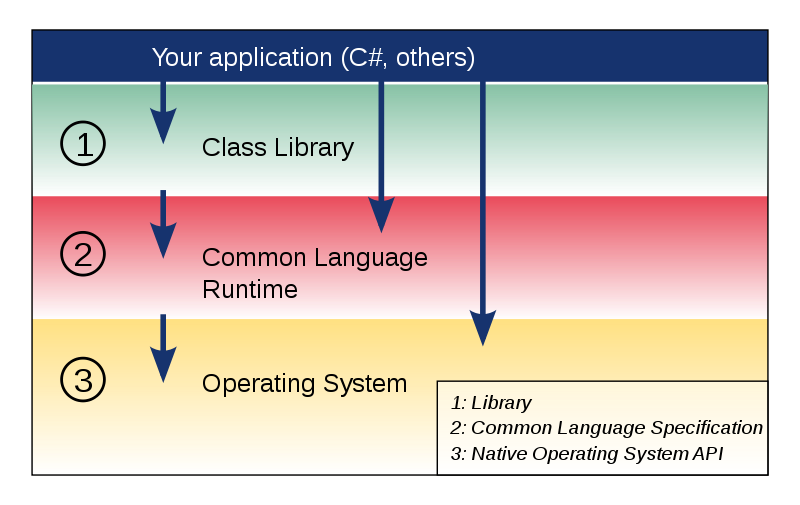 Your application (C#, others)
1
Class Library
2
Common Language
Runtime
3
Operating System
1: Library
2: Common Language Specification
3: Native Operating System API